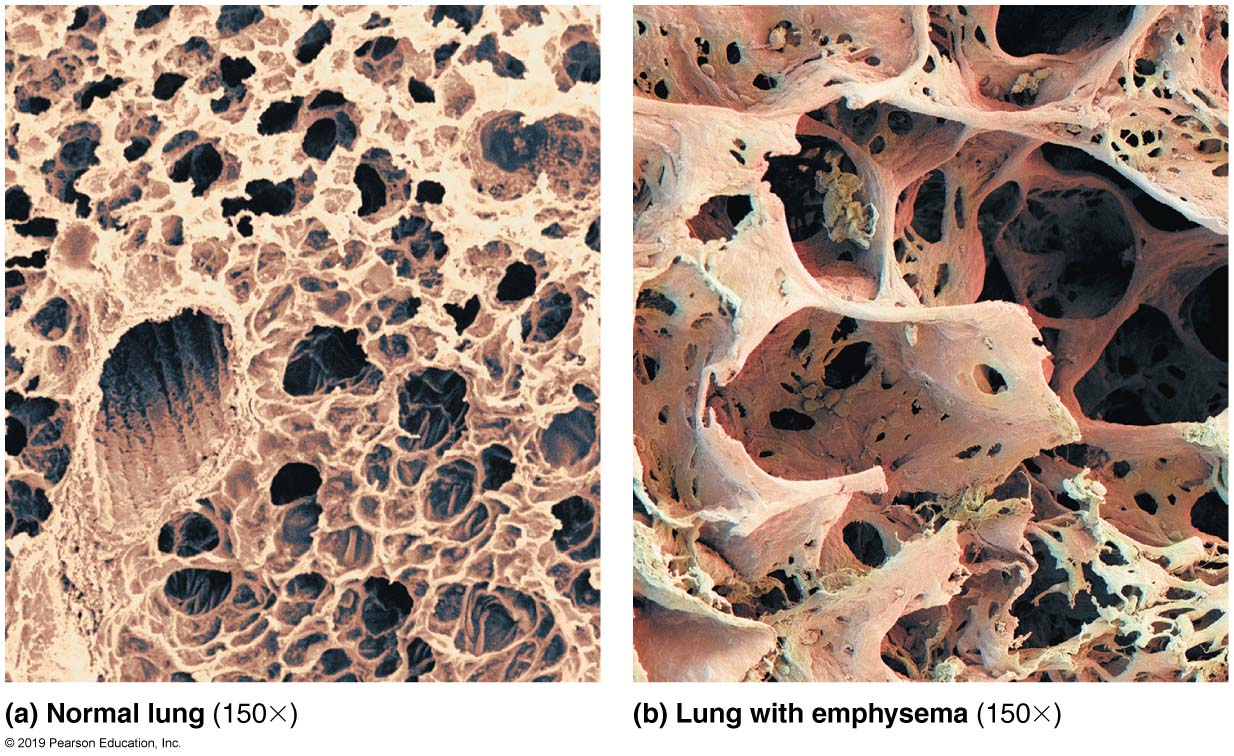 (a) Normal lung (150×)
(b) Lung with emphysema (150×)
© 2019 Pearson Education, Inc.